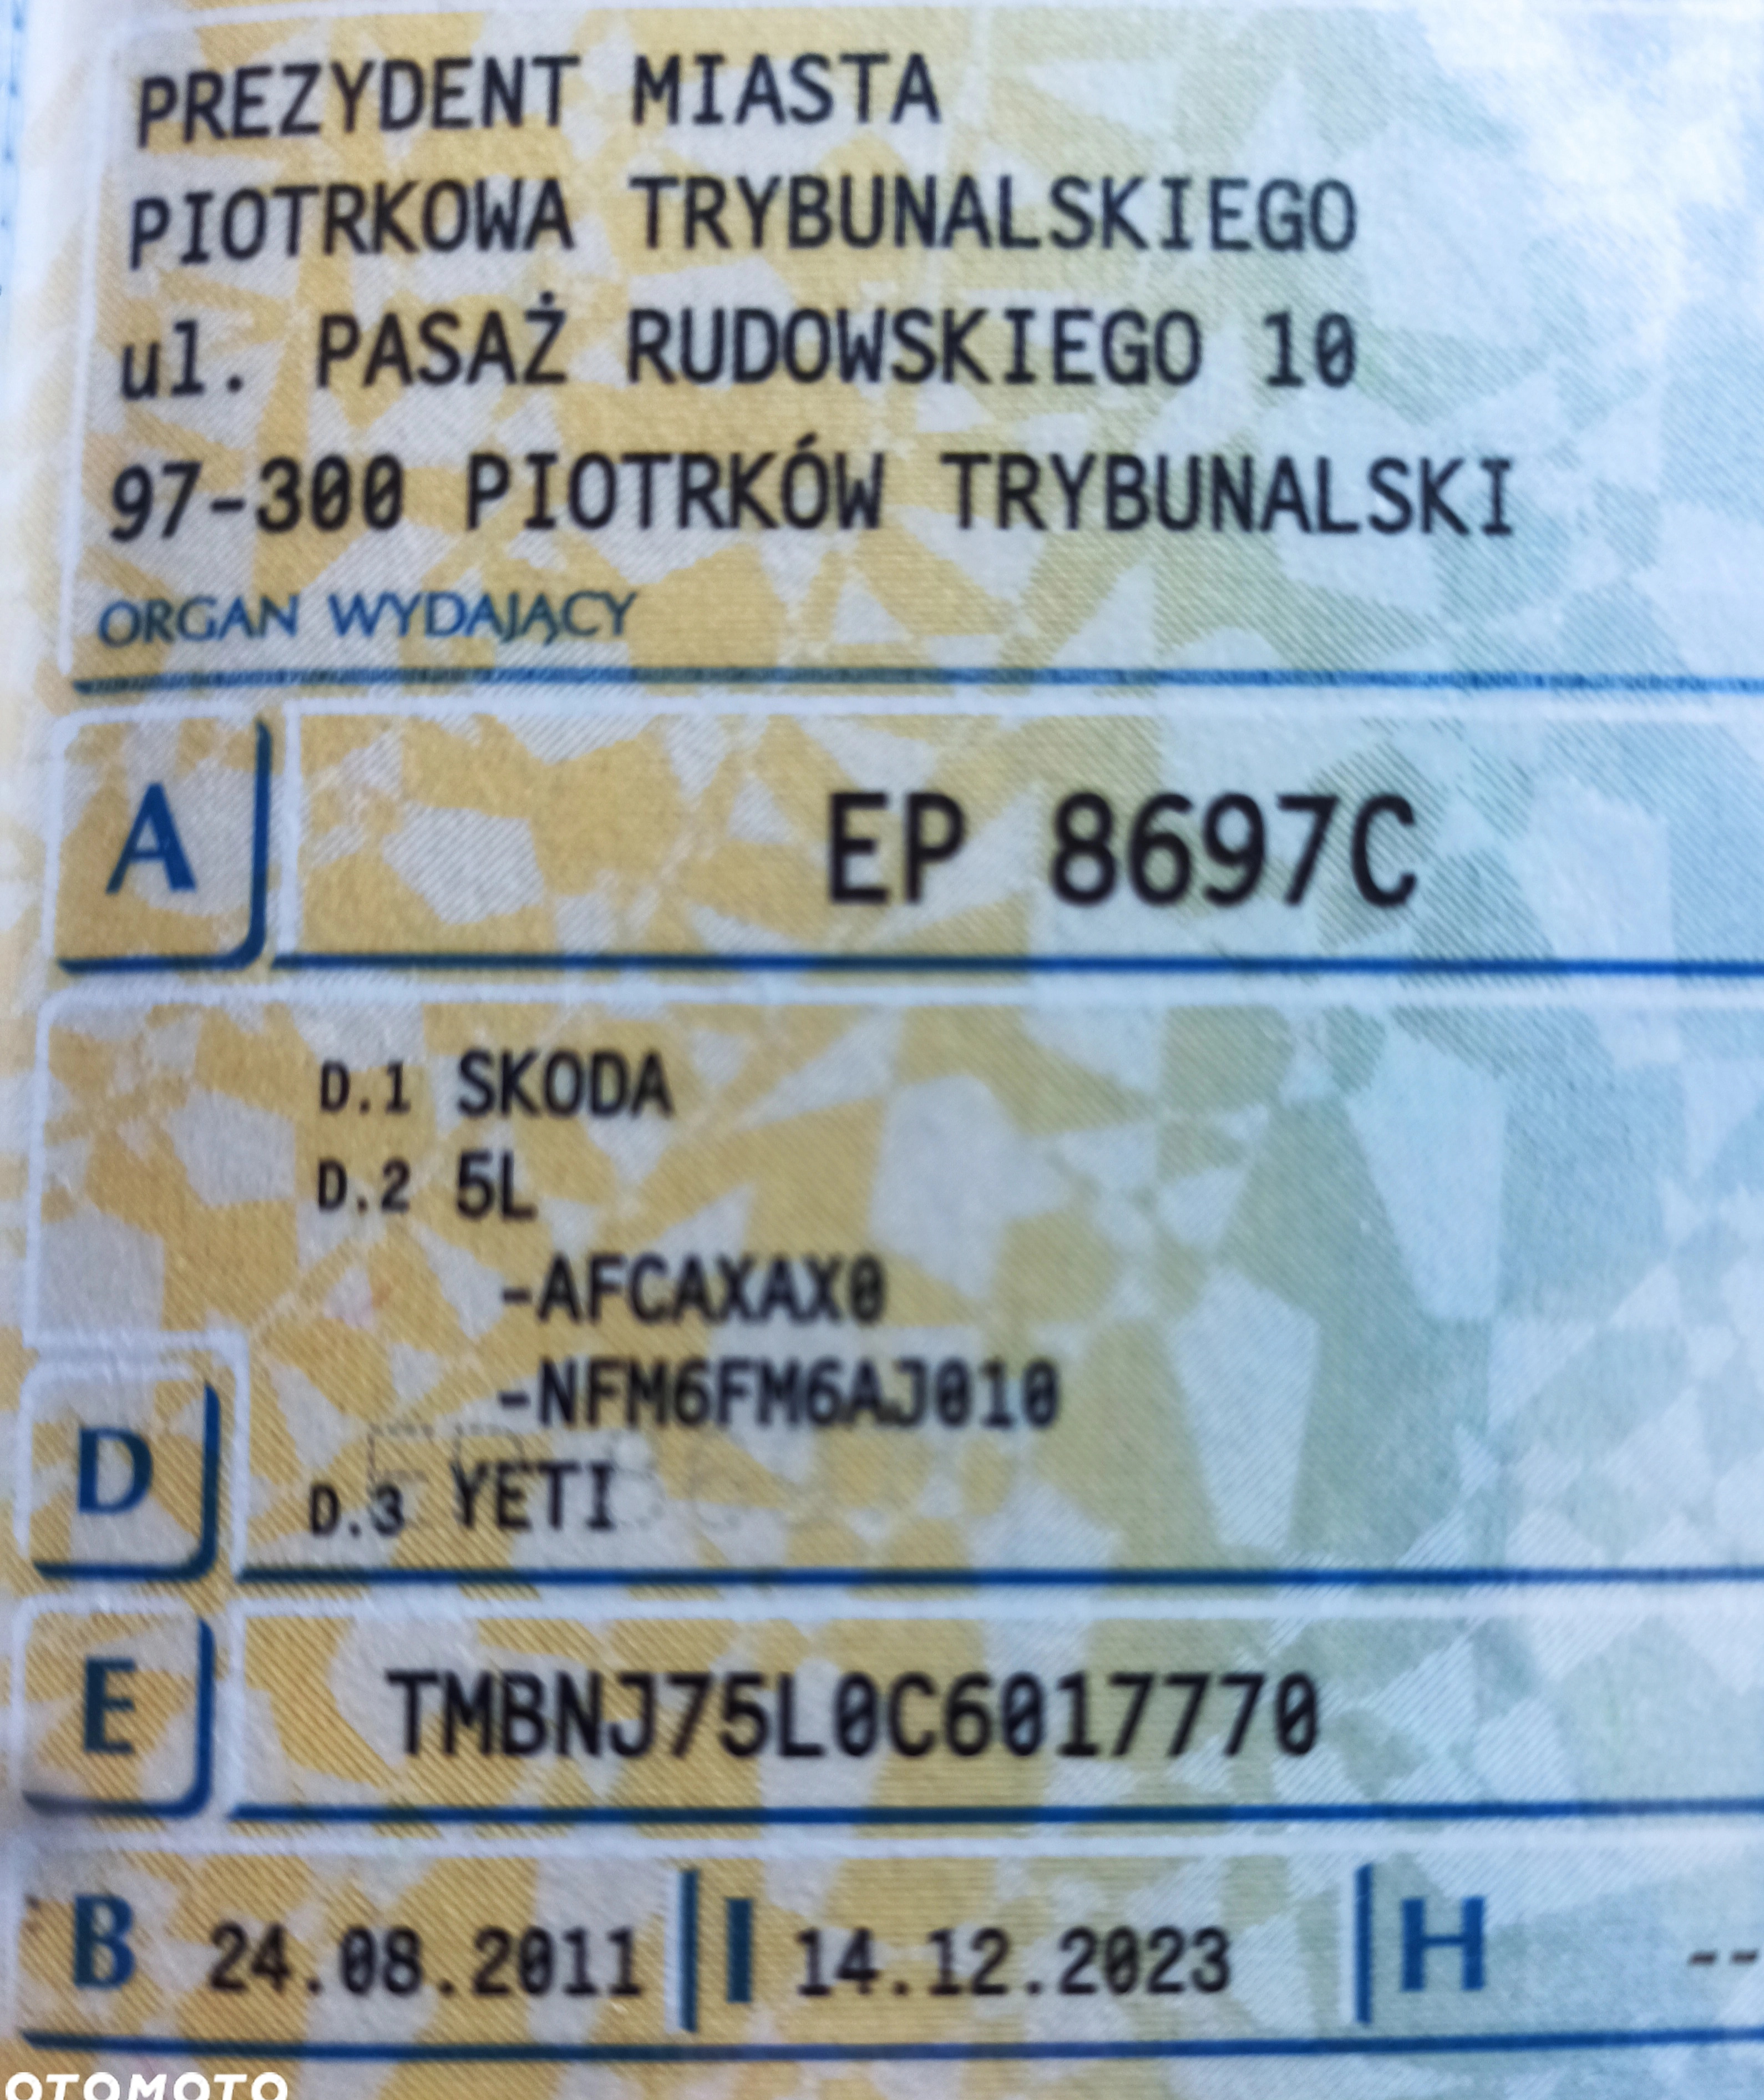 PREZYDENT MIASTA
PIOTRKOWA TRYBUNALSKIEGO
ul. PASAŻ RUDOWSKIEGO 10
97-300 PIOTRKÓW TRYBUNALSKI
ORGAN WYDAJĄCY
A EP 8697C
D.1 SKODA
D.2 5L
-AFCAXAX0
-NFM6FM6AJ010
D D.3 YETI
E TMBNJ75L0C6017770
B 24.08.2011 I 14.12.2023 H --
OTOMOTO